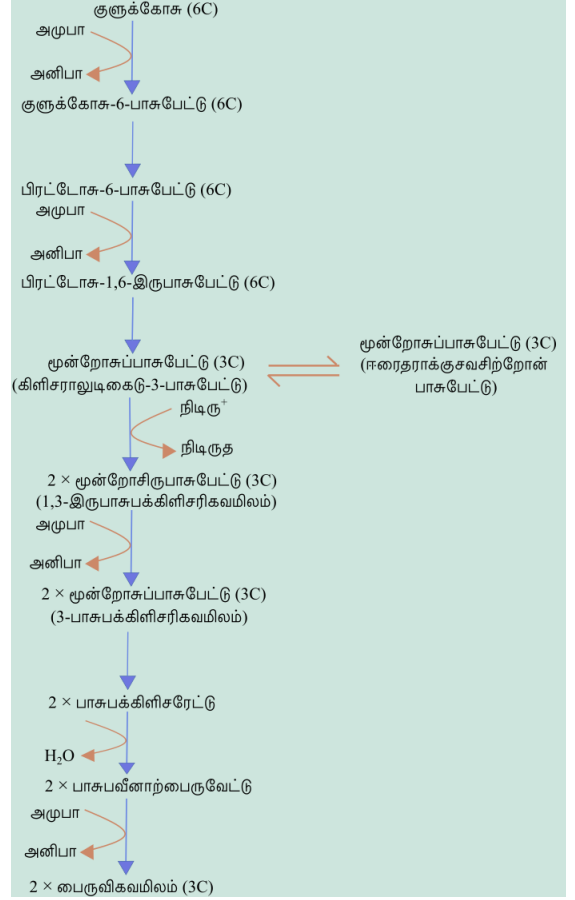 குளுக்கோசு (6C)
அமுபா
அனிபா
குளுக்கோசு-6-பாசுபேட்டு (6C)
பிரட்டோசு-6-பாசுபேட்டு (6C)
அமுபா
அனிபா
பிரட்டோசு-1,6-இருபாசுபேட்டு (6C)
மூன்றோசுப்பாசுபேட்டு (3C)
(கிளிசராலுடிகைடு-3-பாசுபேட்டு)
மூன்றோசுப்பாசுபேட்டு (3C)
(ஈரைதராக்குசவசிற்றோன்
பாசுபேட்டு)
நிடிரு⁺
நிடிருத
2 × மூன்றோசிருபாசுபேட்டு (3C)
(1,3-இருபாசுபக்கிளிசரிகவமிலம்)
அமுபா
அனிபா
2 × மூன்றோசுப்பாசுபேட்டு (3C)
(3-பாசுபக்கிளிசரிகவமிலம்)
2 × பாசுபக்கிளிசரேட்டு
H₂O
2 × பாசுபவீனாற்பைருவேட்டு
அமுபா
அனிபா
2 × பைருவிகவமிலம் (3C)